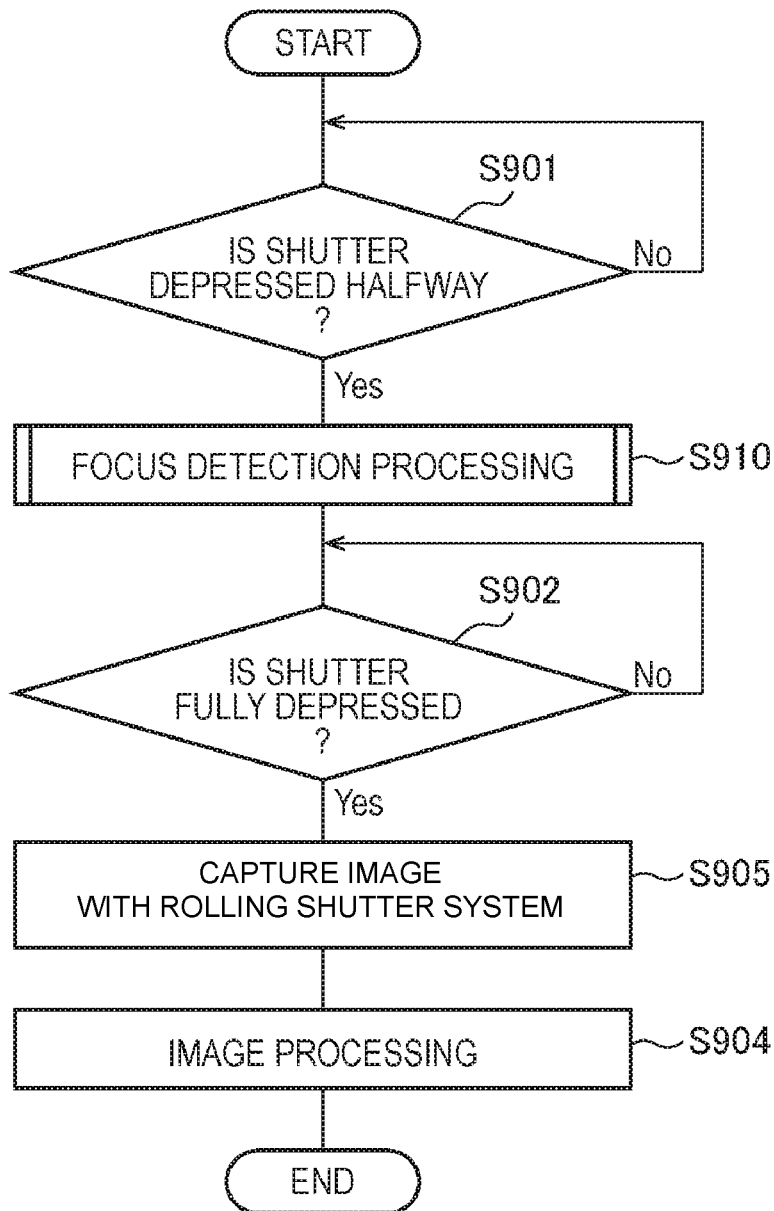 START
S901
IS SHUTTER
DEPRESSED HALFWAY
?
No
Yes
FOCUS DETECTION PROCESSING
S910
S902
IS SHUTTER
FULLY DEPRESSED
?
No
Yes
CAPTURE IMAGE
WITH ROLLING SHUTTER SYSTEM
S905
IMAGE PROCESSING
S904
END